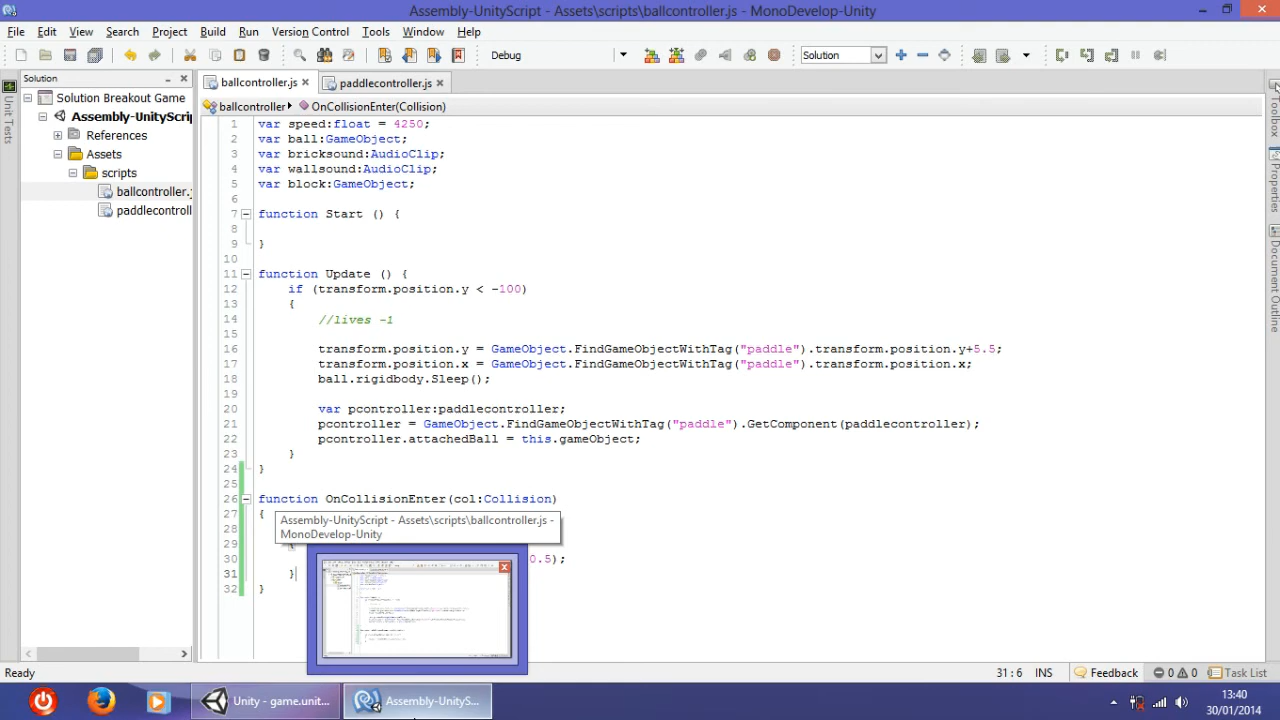 Assembly-UnityScript - Assets\scripts\ballcontroller.js - MonoDevelop-Unity
File Edit View Search Project Build Run Version Control Tools Window Help
Debug Solution
Solution
Unit Tests
Solution Breakout Game
Assembly-UnityScrip
References
Assets
scripts
ballcontroller.j
paddlecontroll
ballcontroller.js paddlecontroller.js
ballcontroller OnCollisionEnter(Collision)
1 var speed:float = 4250;
2 var ball:GameObject;
3 var bricksound:AudioClip;
4 var wallsound:AudioClip;
5 var block:GameObject;
6
7 function Start () {
8
9 }
10
11 function Update () {
12 if (transform.position.y < -100)
13 {
14 //lives -1
15
16 transform.position.y = GameObject.FindGameObjectWithTag("paddle").transform.position.y+5.5;
17 transform.position.x = GameObject.FindGameObjectWithTag("paddle").transform.position.x;
18 ball.rigidbody.Sleep();
19
20 var pcontroller:paddlecontroller;
21 pcontroller = GameObject.FindGameObjectWithTag("paddle").GetComponent(paddlecontroller);
22 pcontroller.attachedBall = this.gameObject;
23 }
24 }
25
26 function OnCollisionEnter(col:Collision)
27 {
28
29 {
30 0.5);
31 }
32 }
Assembly-UnityScript - Assets\scripts\ballcontroller.js -
MonoDevelop-Unity
Toolbox
Properties
Document Outline
Ready 31 : 6 INS Feedback 0 0 Task List
Unity - game.unit... Assembly-UnityS...
13:40
30/01/2014